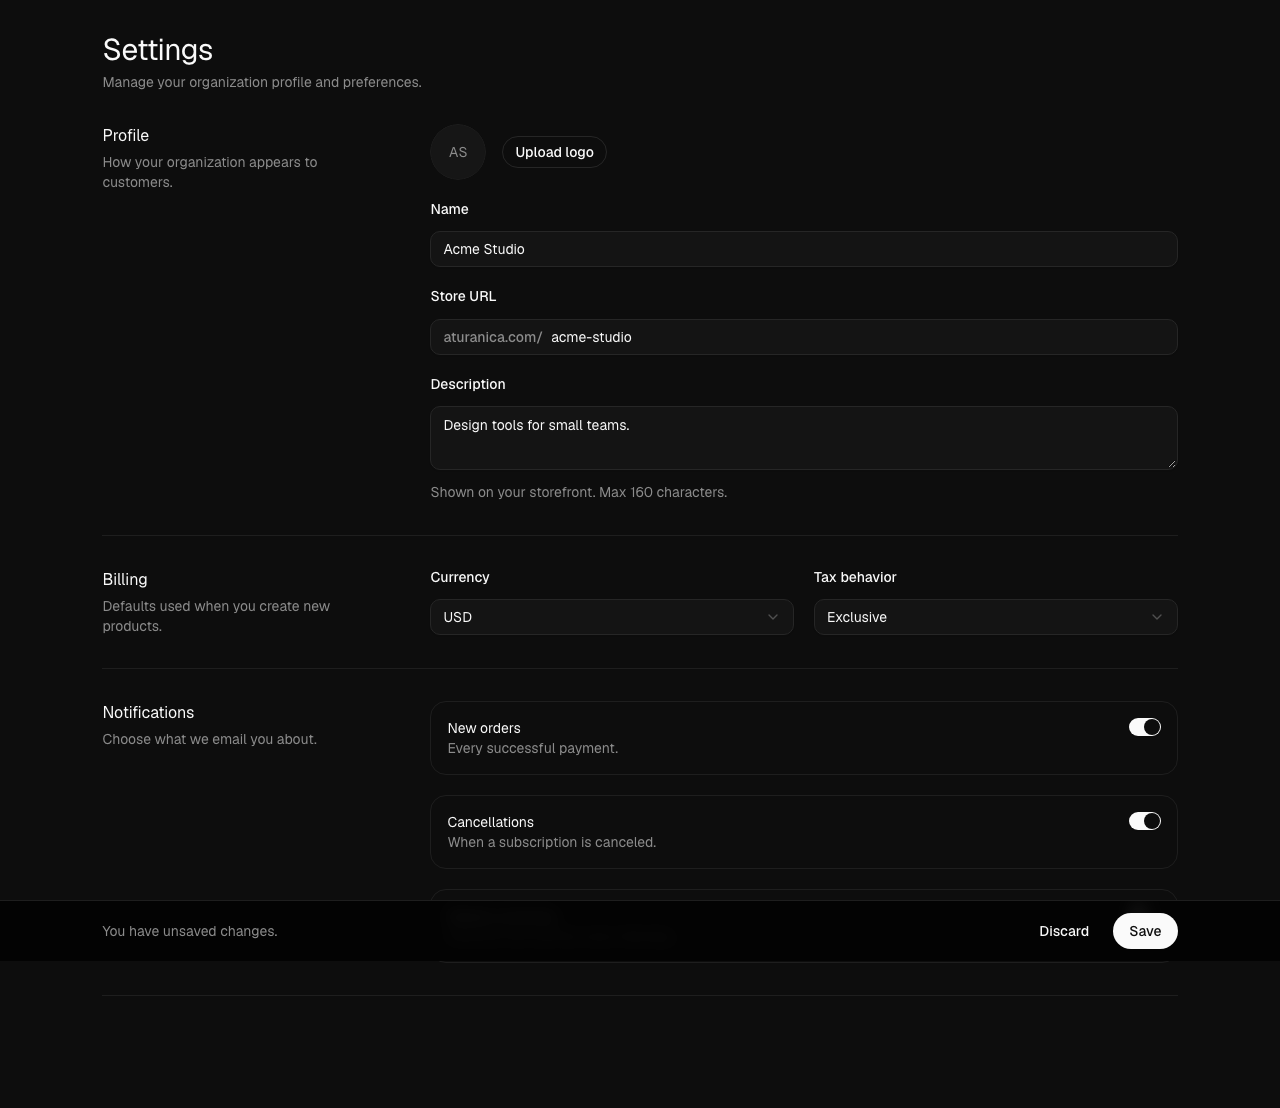 Settings
Manage your organization profile and preferences.
Profile
How your organization appears to
customers.
AS
Upload logo
Name
Acme Studio
Store URL
aturanica.com/ acme-studio
Description
Design tools for small teams.
Shown on your storefront. Max 160 characters.
Billing
Defaults used when you create new
products.
Currency
USD
Tax behavior
Exclusive
Notifications
Choose what we email you about.
New orders
Every successful payment.
Cancellations
When a subscription is canceled.
You have unsaved changes.
Discard
Save